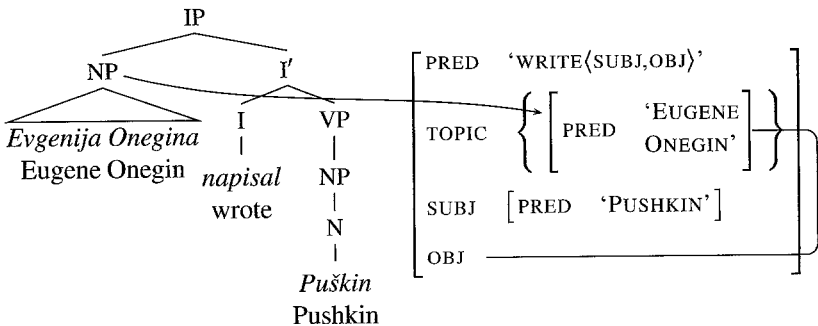 IP
NP I′
I VP
Evgenija Onegina
Eugene Onegin
napisal NP
wrote
N
Puškin
Pushkin
PRED ‘WRITE⟨SUBJ,OBJ⟩’
TOPIC { [ PRED ‘EUGENE
ONEGIN’ ] }
SUBJ [PRED ‘PUSHKIN’]
OBJ